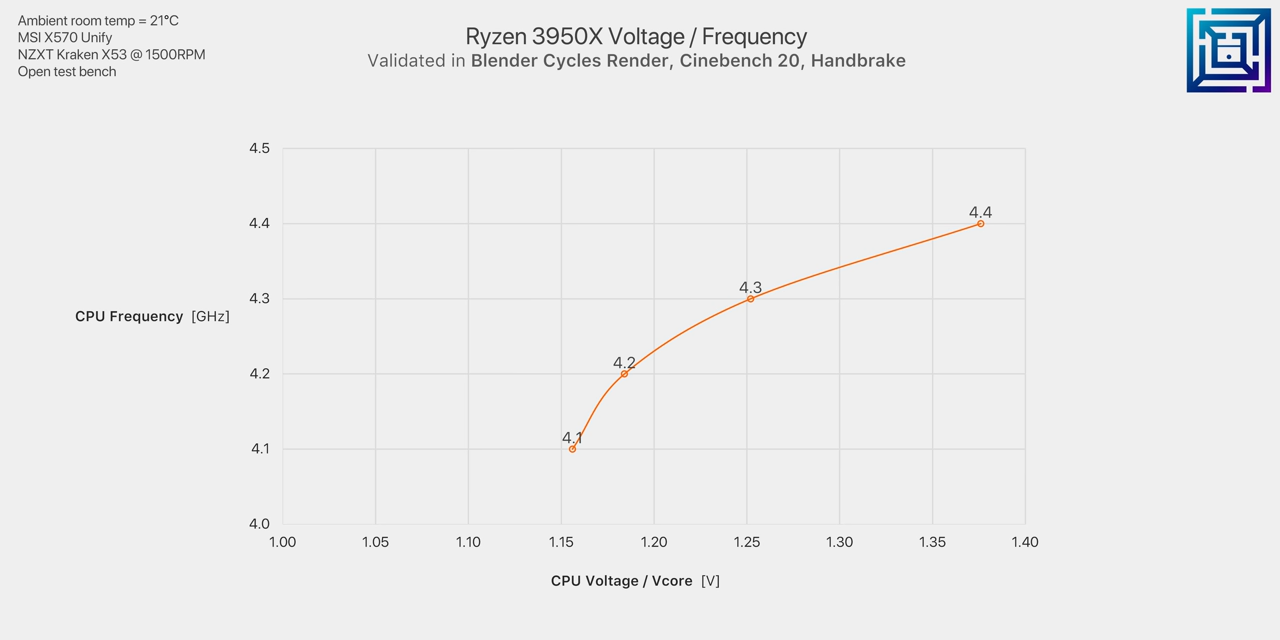 Ambient room temp = 21°C
MSI X570 Unify
NZXT Kraken X53 @ 1500RPM
Open test bench
Ryzen 3950X Voltage / Frequency
Validated in Blender Cycles Render, Cinebench 20, Handbrake
4.5
4.4
4.3
4.2
4.1
4.0
CPU Frequency [GHz]
4.1
4.2
4.3
4.4
1.00 1.05 1.10 1.15 1.20 1.25 1.30 1.35 1.40
CPU Voltage / Vcore [V]